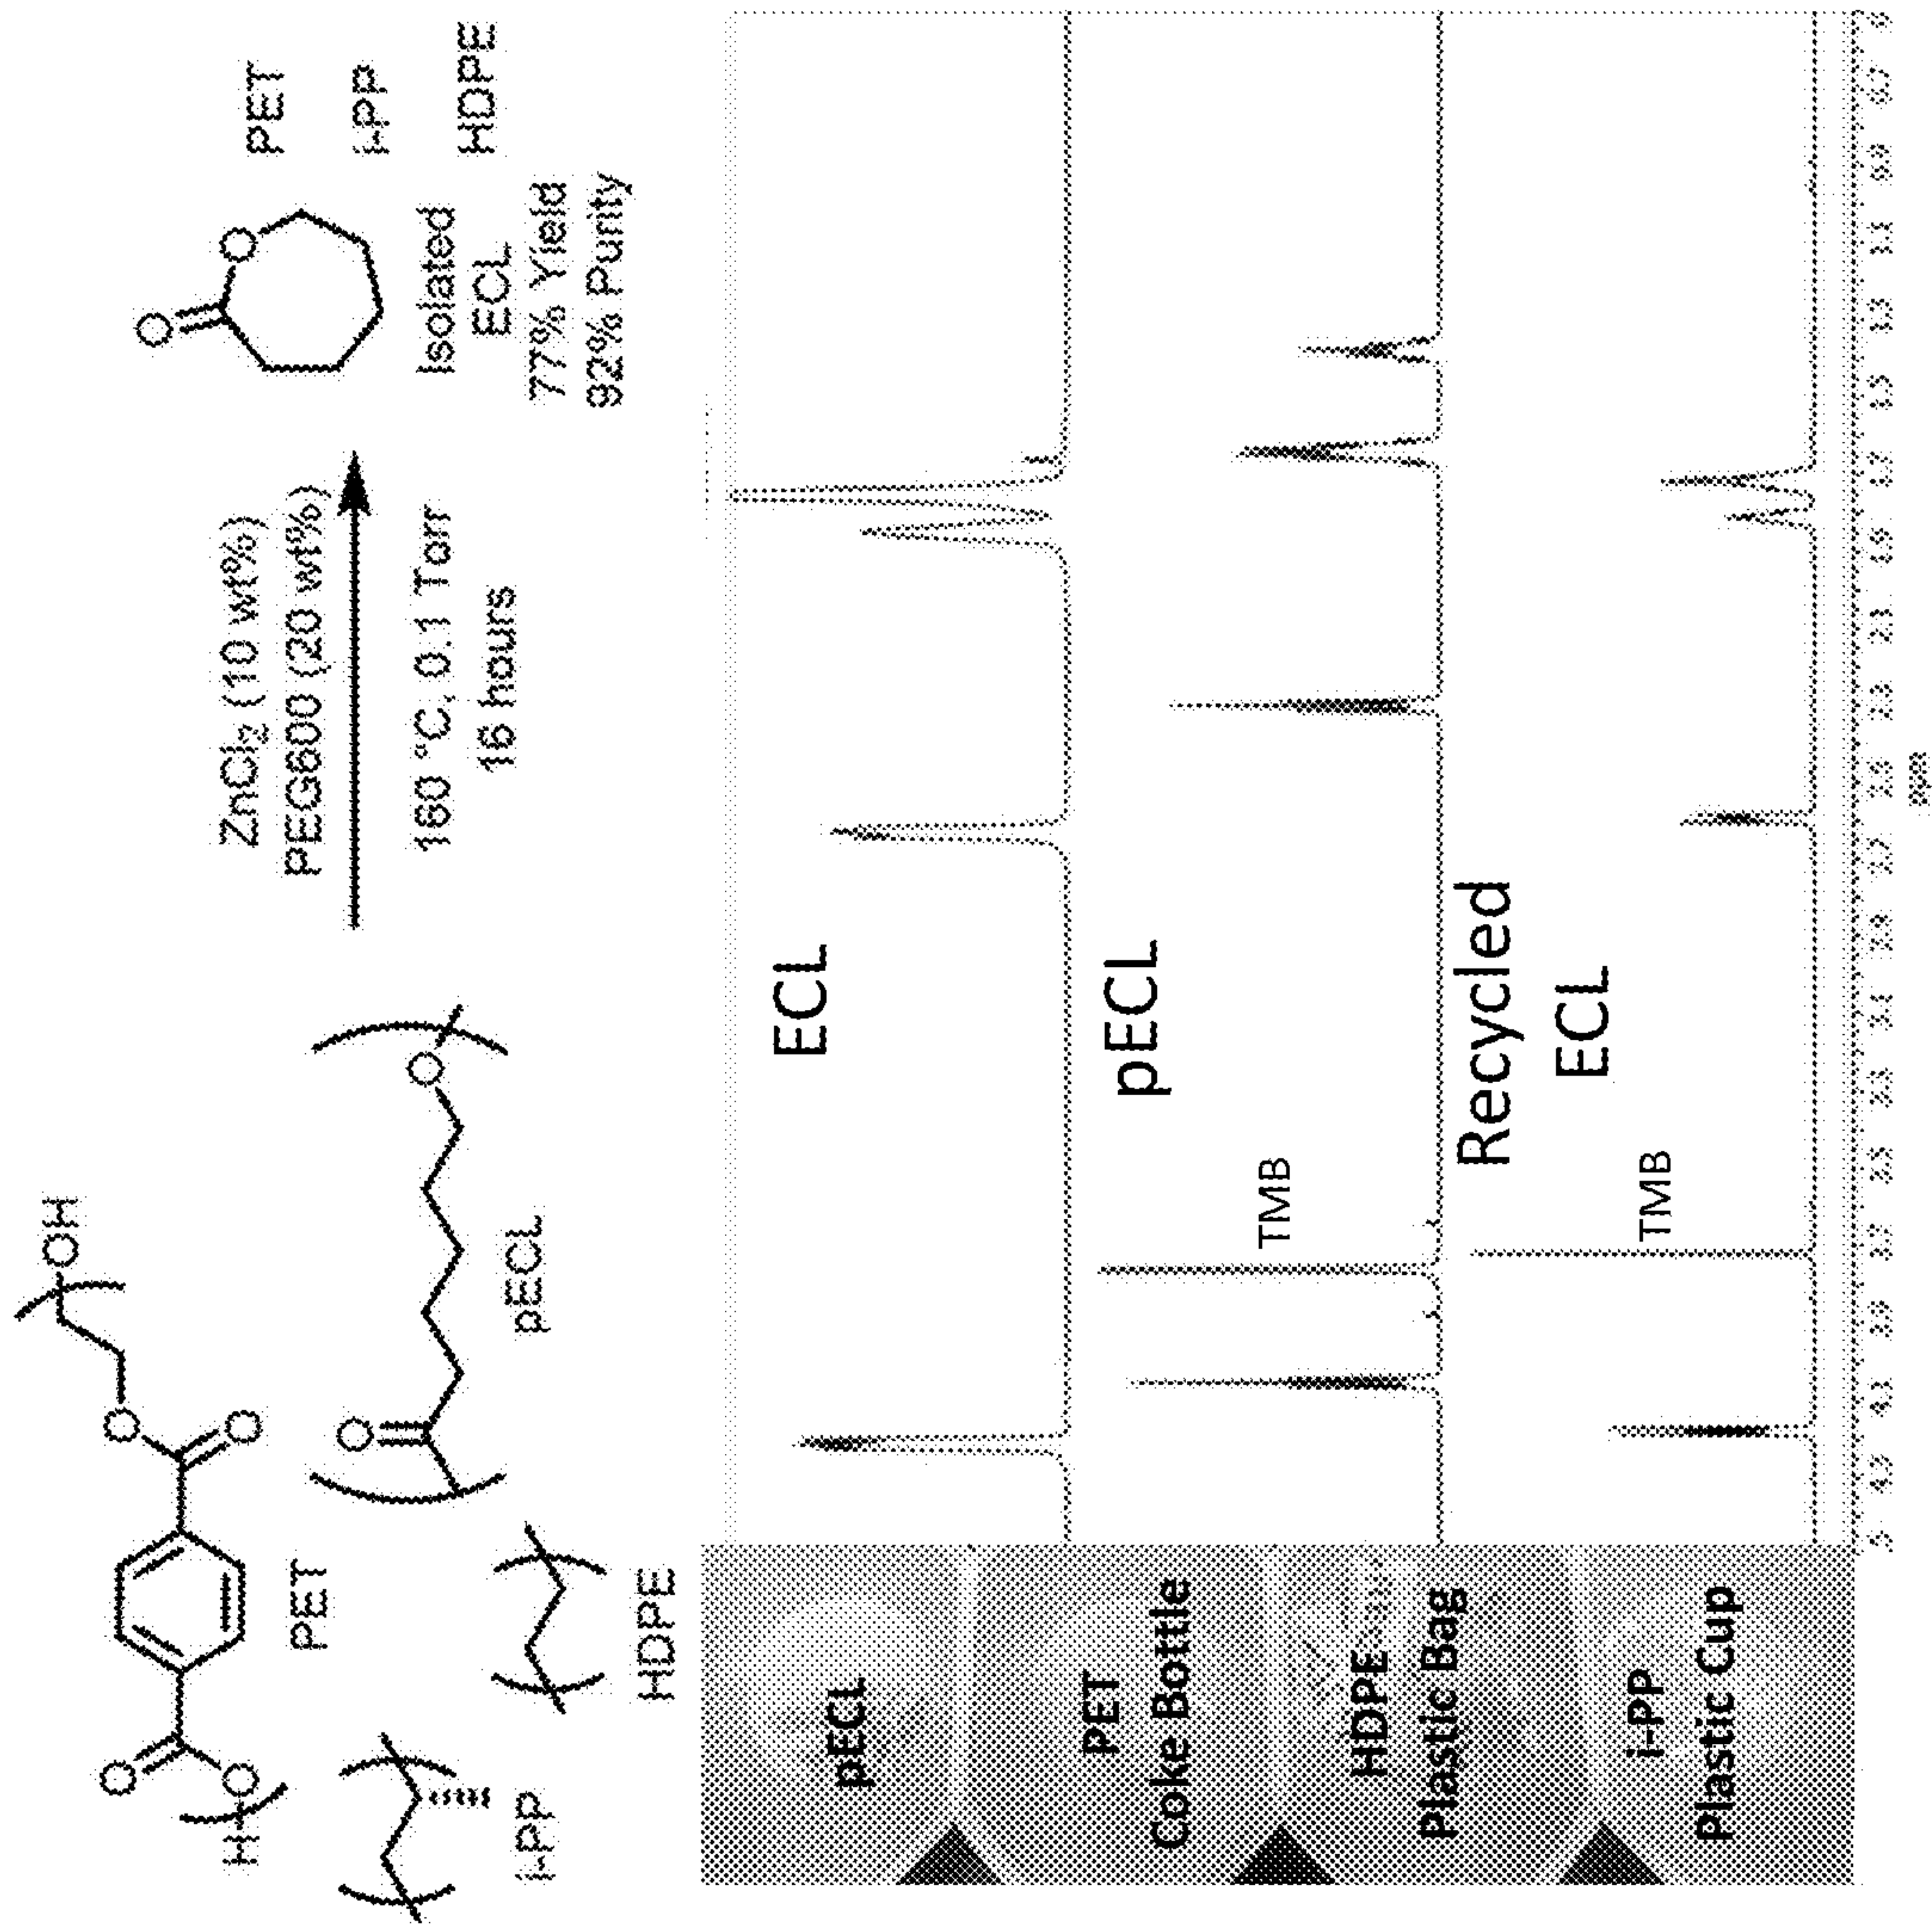 O
H
O
PET
O
O
OH
i-PP
HDPE
O
O
pECL
ZnCl₂ (10 wt%)
PEG600 (20 wt%)
160 °C, 0.1 Torr
16 hours
O
O
Isolated
ECL
77% Yield
92% Purity
PET
i-PP
HDPE
pECL
PET
Coke Bottle
HDPE
Plastic Bag
i-PP
Plastic Cup
ECL
pECL
TMB
Recycled
ECL
TMB
ppm